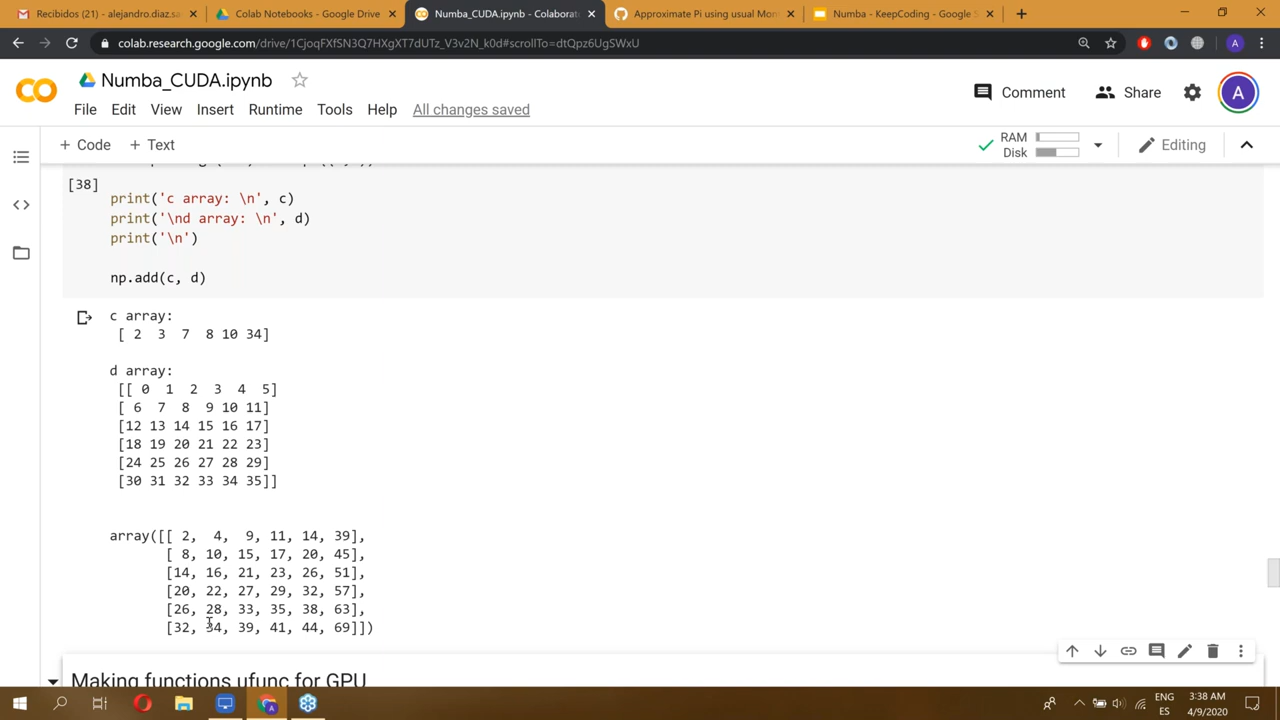 Recibidos (21) - alejandro.diaz.sa
Colab Notebooks - Google Drive
Numba_CUDA.ipynb - Colaborat
Approximate Pi using usual Mon
Numba - KeepCoding - Google S
colab.research.google.com/drive/1CjoqFXfSN3Q7HXgXT7dUTz_V3v2N_k0d#scrollTo=dtQpz6UgSWxU
A
CO
Numba_CUDA.ipynb
Comment
Share
A
File Edit View Insert Runtime Tools Help All changes saved
+ Code + Text
RAM
Disk
Editing
[38]
print('c array: \n', c)
print('\nd array: \n', d)
print('\n')
np.add(c, d)
c array:
[ 2 3 7 8 10 34]
d array:
[[ 0 1 2 3 4 5]
[ 6 7 8 9 10 11]
[12 13 14 15 16 17]
[18 19 20 21 22 23]
[24 25 26 27 28 29]
[30 31 32 33 34 35]]
array([[ 2, 4, 9, 11, 14, 39],
[ 8, 10, 15, 17, 20, 45],
[14, 16, 21, 23, 26, 51],
[20, 22, 27, 29, 32, 57],
[26, 28, 33, 35, 38, 63],
[32, 34, 39, 41, 44, 69]])
Making functions ufunc for GPU
ENG
ES
3:38 AM
4/9/2020